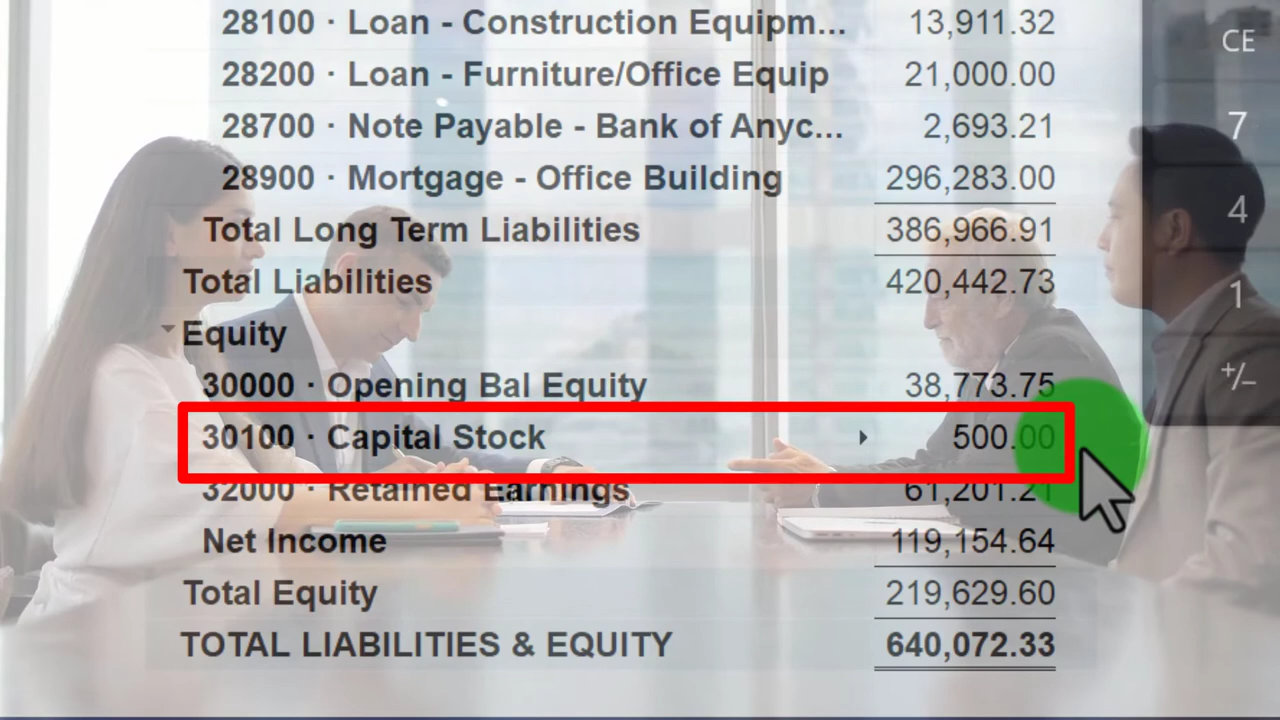 28100 · Loan - Construction Equipm... 13,911.32
28200 · Loan - Furniture/Office Equip 21,000.00
28700 · Note Payable - Bank of Anyc... 2,693.21
28900 · Mortgage - Office Building 296,283.00
Total Long Term Liabilities 386,966.91
Total Liabilities 420,442.73
Equity
30000 · Opening Bal Equity 38,773.75
30100 · Capital Stock 500.00
32000 · Retained Earnings 61,201.21
Net Income 119,154.64
Total Equity 219,629.60
TOTAL LIABILITIES & EQUITY 640,072.33
CE
7
4
1
+/−